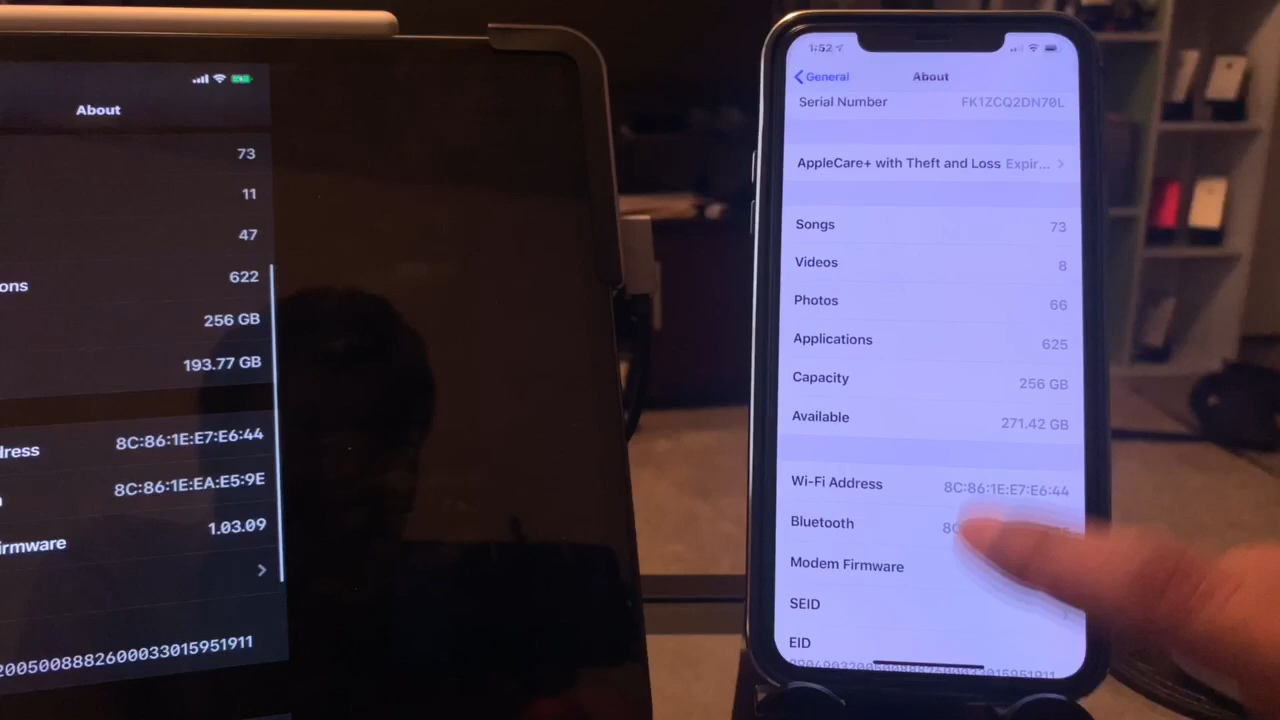 About
73
11
47
ons 622
256 GB
193.77 GB
dress 8C:86:1E:E7:E6:44
8C:86:1E:EA:E5:9E
irmware 1.03.09
2005008882600033015951911
1:52
General About
Serial Number FK1ZCQ2DN70L
AppleCare+ with Theft and Loss Expir...
Songs 73
Videos 8
Photos 66
Applications 625
Capacity 256 GB
Available 271.42 GB
Wi-Fi Address 8C:86:1E:E7:E6:44
Bluetooth 8C
Modem Firmware
SEID
EID